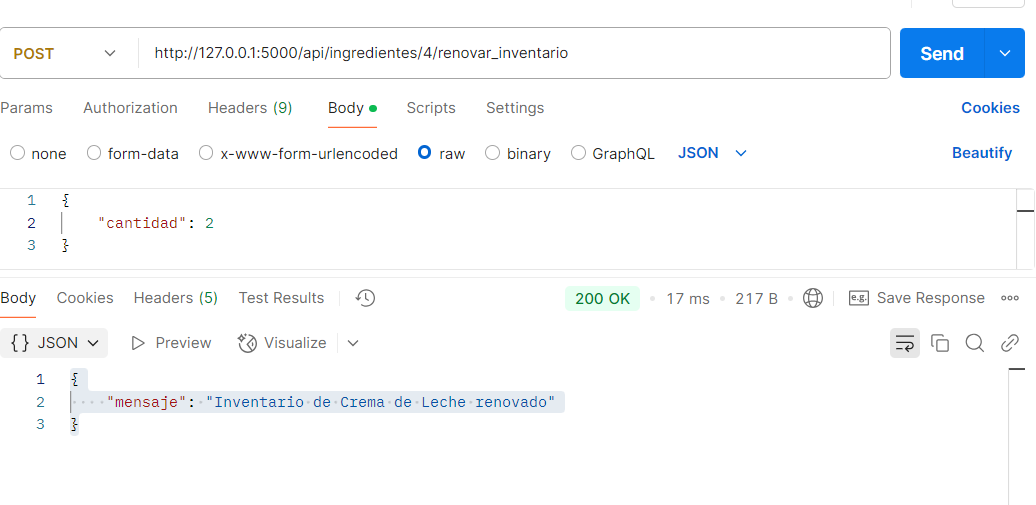 POST http://127.0.0.1:5000/api/ingredientes/4/renovar_inventario Send
Params Authorization Headers (9) Body Scripts Settings Cookies
none form-data x-www-form-urlencoded raw binary GraphQL JSON Beautify
1 {
2 "cantidad": 2
3 }
Body Cookies Headers (5) Test Results 200 OK 17 ms 217 B e.g. Save Response
{} JSON Preview Visualize
1 {
2 "mensaje": "Inventario de Crema de Leche renovado"
3 }